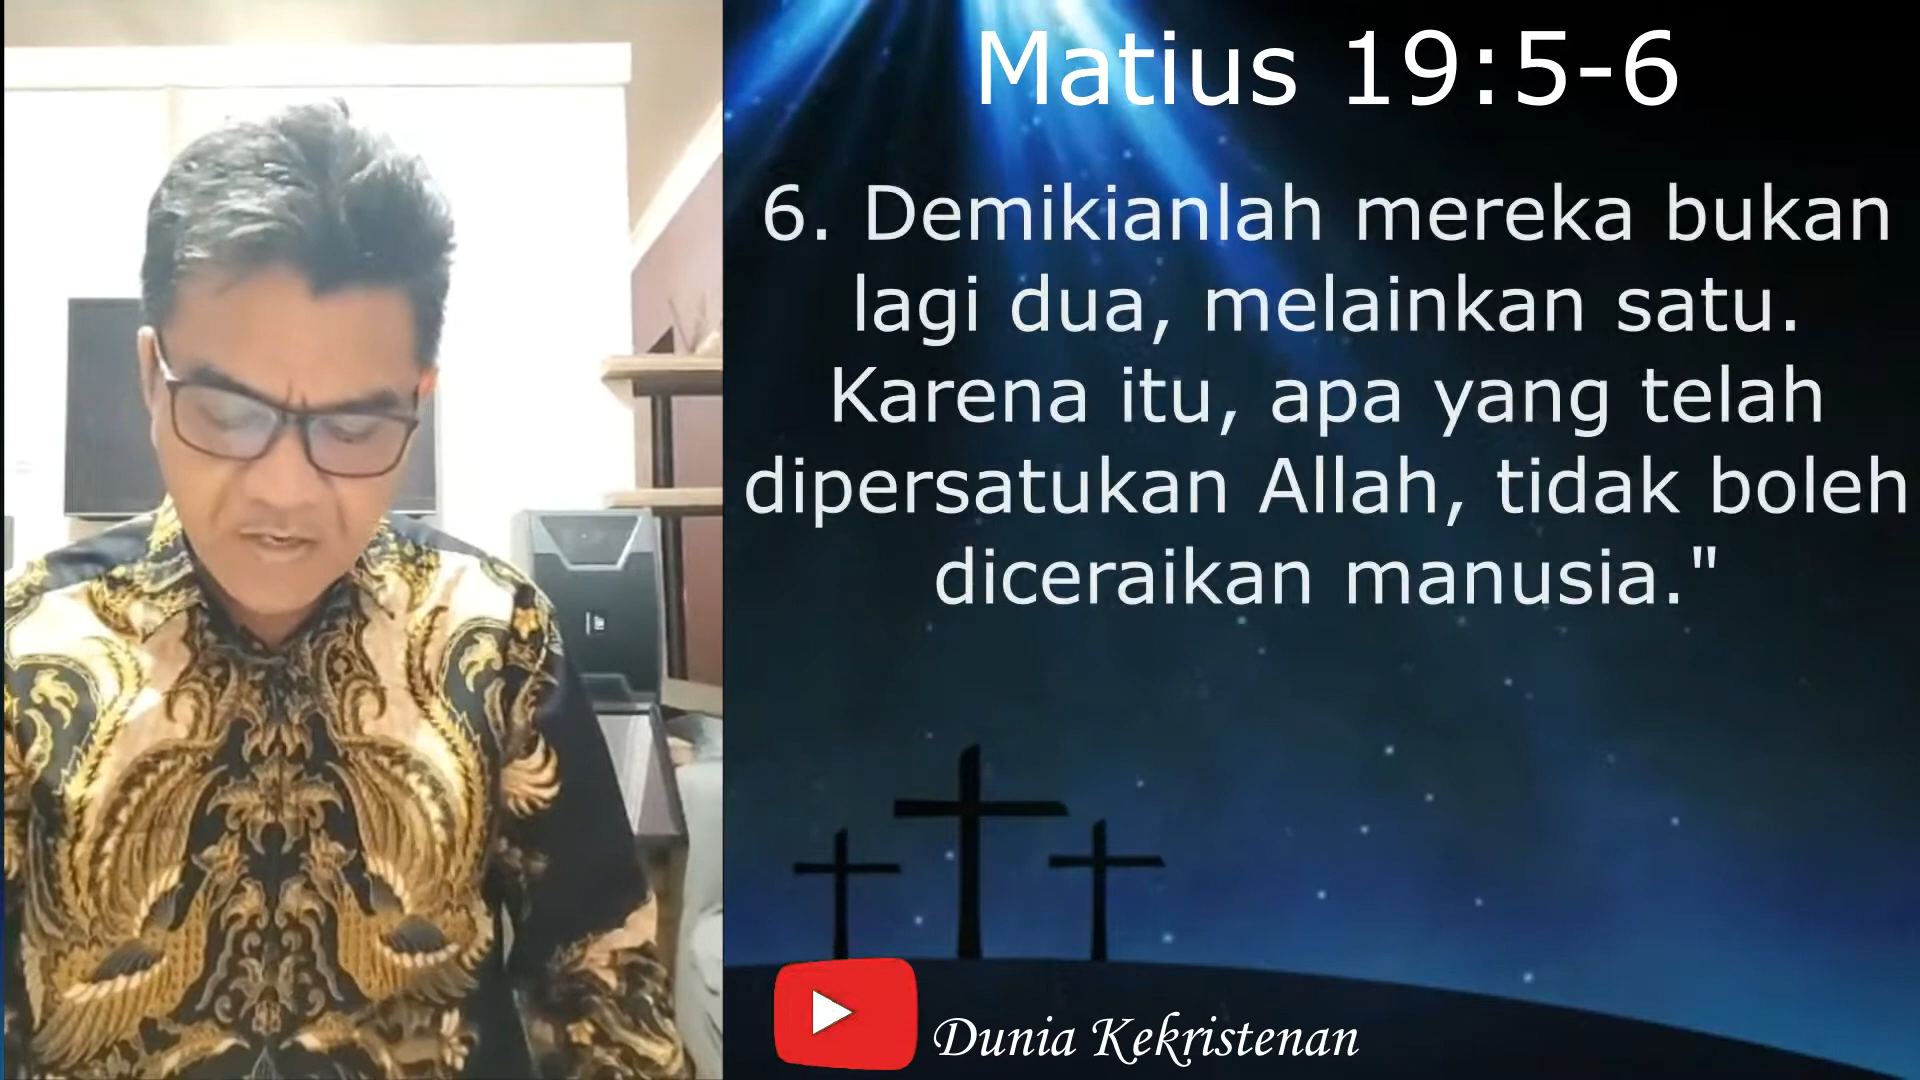 Matius 19:5-6
6. Demikianlah mereka bukan
lagi dua, melainkan satu.
Karena itu, apa yang telah
dipersatukan Allah, tidak boleh
diceraikan manusia."
Dunia Kekristenan